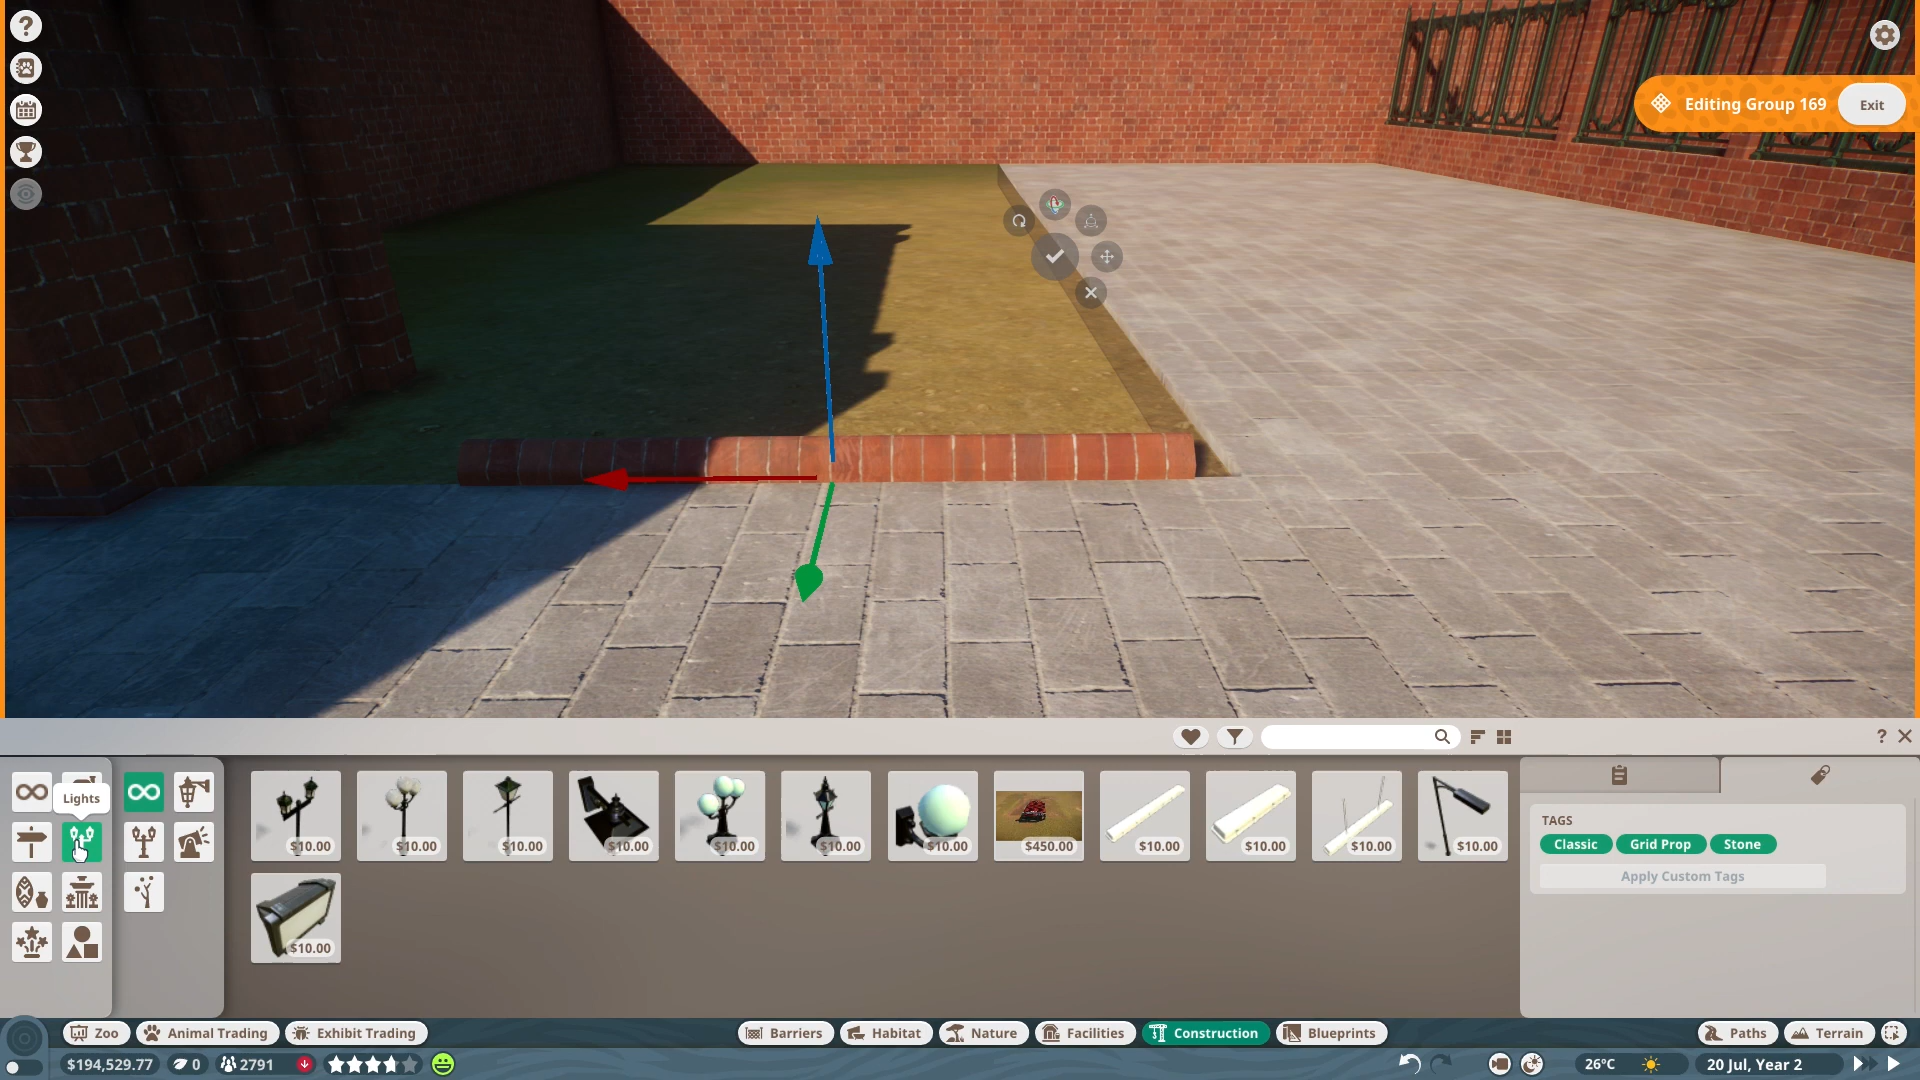 ?
Editing Group 169
Exit
? 
Lights
$10.00
$10.00
$10.00
$10.00
$10.00
$10.00
$10.00
$450.00
$10.00
$10.00
$10.00
$10.00
$10.00
TAGS
Classic
Grid Prop
Stone
Apply Custom Tags
Zoo
Animal Trading
Exhibit Trading
Barriers
Habitat
Nature
Facilities
Construction
Blueprints
Paths
Terrain
$194,529.77
0
2791
26°C
20 Jul, Year 2